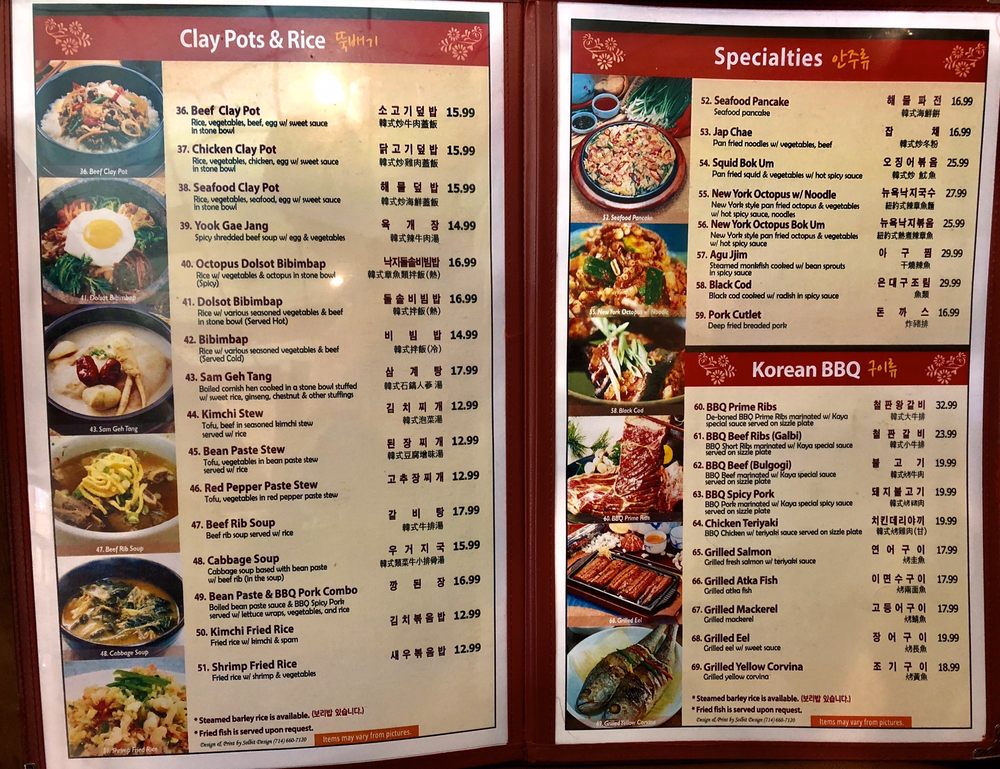 Clay Pots & Rice 뚝배기
36. Beef Clay Pot 소고기덮밥 15.99
Rice, vegetables, beef, egg w/ sweet sauce 韓式炒牛肉蓋飯
in stone bowl
37. Chicken Clay Pot 닭고기덮밥 15.99
Rice, vegetables, chicken, egg w/ sweet sauce 韓式炒雞肉蓋飯
in stone bowl
38. Seafood Clay Pot 해물덮밥 15.99
Rice, vegetables, seafood, egg w/ sweet sauce 韓式炒海鮮蓋飯
in stone bowl
39. Yook Gae Jang 육개장 14.99
Spicy shredded beef soup w/ egg & vegetables 韓式辣牛肉湯
40. Octopus Dolsot Bibimbap 낙지돌솥비빔밥 16.99
Rice w/ vegetables & octopus in stone bowl 韓式章魚類拌飯(熱)
(Spicy)
41. Dolsot Bibimbap 돌솥비빔밥 16.99
Rice w/ various seasoned vegetables & beef 韓式拌飯(熱)
in stone bowl (Served Hot)
42. Bibimbap 비빔밥 14.99
Rice w/ various seasoned vegetables & beef 韓式拌飯(冷)
(Served Cold)
43. Sam Geh Tang 삼계탕 17.99
Boiled cornish hen cooked in a stone bowl stuffed 韓式石鍋人蔘湯
w/ sweet rice, ginseng, chestnut & other stuffings
44. Kimchi Stew 김치찌개 12.99
Tofu, beef in seasoned kimchi stew 韓式泡菜湯
served w/ rice
45. Bean Paste Stew 된장찌개 12.99
Tofu, vegetables in bean paste stew 韓式豆腐增味湯
served w/ rice
46. Red Pepper Paste Stew 고추장찌개 12.99
Tofu, vegetables in red pepper paste stew
47. Beef Rib Soup 갈비탕 17.99
Beef rib soup served w/ rice 韓式牛排湯
48. Cabbage Soup 우거지국 15.99
Cabbage soup based with bean paste 韓式類菜牛小排骨湯
w/ beef rib (in the soup)
49. Bean Paste & BBQ Pork Combo 깡된장 16.99
Boiled bean paste sauce & BBQ Spicy Pork
served w/ lettuce wraps, vegetables, and rice
50. Kimchi Fried Rice 김치볶음밥 12.99
Fried rice w/ kimchi & spam
51. Shrimp Fried Rice 새우볶음밥 12.99
Fried rice w/ shrimp & vegetables
* Steamed barley rice is available. (보리밥 있습니다.)
* Fried fish is served upon request.
Design & Print by Solbit Design (714) 660-7120
Items may vary from pictures.
36. Beef Clay Pot
41. Dolsot Bibimbap
43. Sam Geh Tang
47. Beef Rib Soup
48. Cabbage Soup
51. Shrimp Fried Rice
Specialties 안주류
52. Seafood Pancake 해물파전 16.99
Seafood pancake 韓式海鮮餅
53. Jap Chae 잡채 16.99
Pan fried noodles w/ vegetables, beef 韓式炒冬粉
54. Squid Bok Um 오징어볶음 25.99
Pan fried squid & vegetables w/ hot spicy sauce 韓式炒魷魚
55. New York Octopus w/ Noodle 뉴욕낙지국수 27.99
New York style pan fried octopus & vegetables 紐約式辣章魚麵
w/ hot spicy sauce, noodles
56. New York Octopus Bok Um 뉴욕낙지볶음 25.99
New York style pan fried octopus & vegetables 紐約式熱煮辣章魚
w/ hot spicy sauce
57. Agu Jjim 아구찜 29.99
Steamed monkfish cooked w/ bean sprouts 干燒辣魚
in spicy sauce
58. Black Cod 은대구조림 29.99
Black cod cooked w/ radish in spicy sauce 魚類
59. Pork Cutlet 돈까스 16.99
Deep fried breaded pork 炸豬排
Korean BBQ 구이류
60. BBQ Prime Ribs 철판왕갈비 32.99
De-boned BBQ Prime Ribs marinated w/ Kaya 韓式大牛排
special sauce served on sizzle plate
61. BBQ Beef Ribs (Galbi) 철판갈비 23.99
BBQ Short Ribs marinated w/ Kaya special sauce 韓式小牛排
served on sizzle plate
62. BBQ Beef (Bulgogi) 불고기 19.99
BBQ Beef marinated w/ Kaya special sauce 韓式烤牛肉
served on sizzle plate
63. BBQ Spicy Pork 돼지불고기 19.99
BBQ Pork marinated w/ Kaya special spicy sauce 韓式烤豬肉
served on sizzle plate
64. Chicken Teriyaki 치킨데리야끼 19.99
BBQ Chicken w/ teriyaki sauce served on sizzle plate 韓式烤雞肉(甘)
65. Grilled Salmon 연어구이 17.99
Grilled fresh salmon w/ teriyaki sauce 烤圭魚
66. Grilled Atka Fish 이면수구이 17.99
Grilled atka fish 烤兩面魚
67. Grilled Mackerel 고등어구이 17.99
Grilled mackerel 烤鯖魚
68. Grilled Eel 장어구이 19.99
Grilled eel w/ sweet sauce 烤長魚
69. Grilled Yellow Corvina 조기구이 18.99
Grilled yellow corvina 烤黃魚
* Steamed barley rice is available. (보리밥 있습니다.)
* Fried fish is served upon request.
Design & Print by Solbit Design (714) 660-7120
Items may vary from pictures.
52. Seafood Pancake
55. New York Octopus w/ Noodle
58. Black Cod
60. BBQ Prime Ribs
68. Grilled Eel
69. Grilled Yellow Corvina